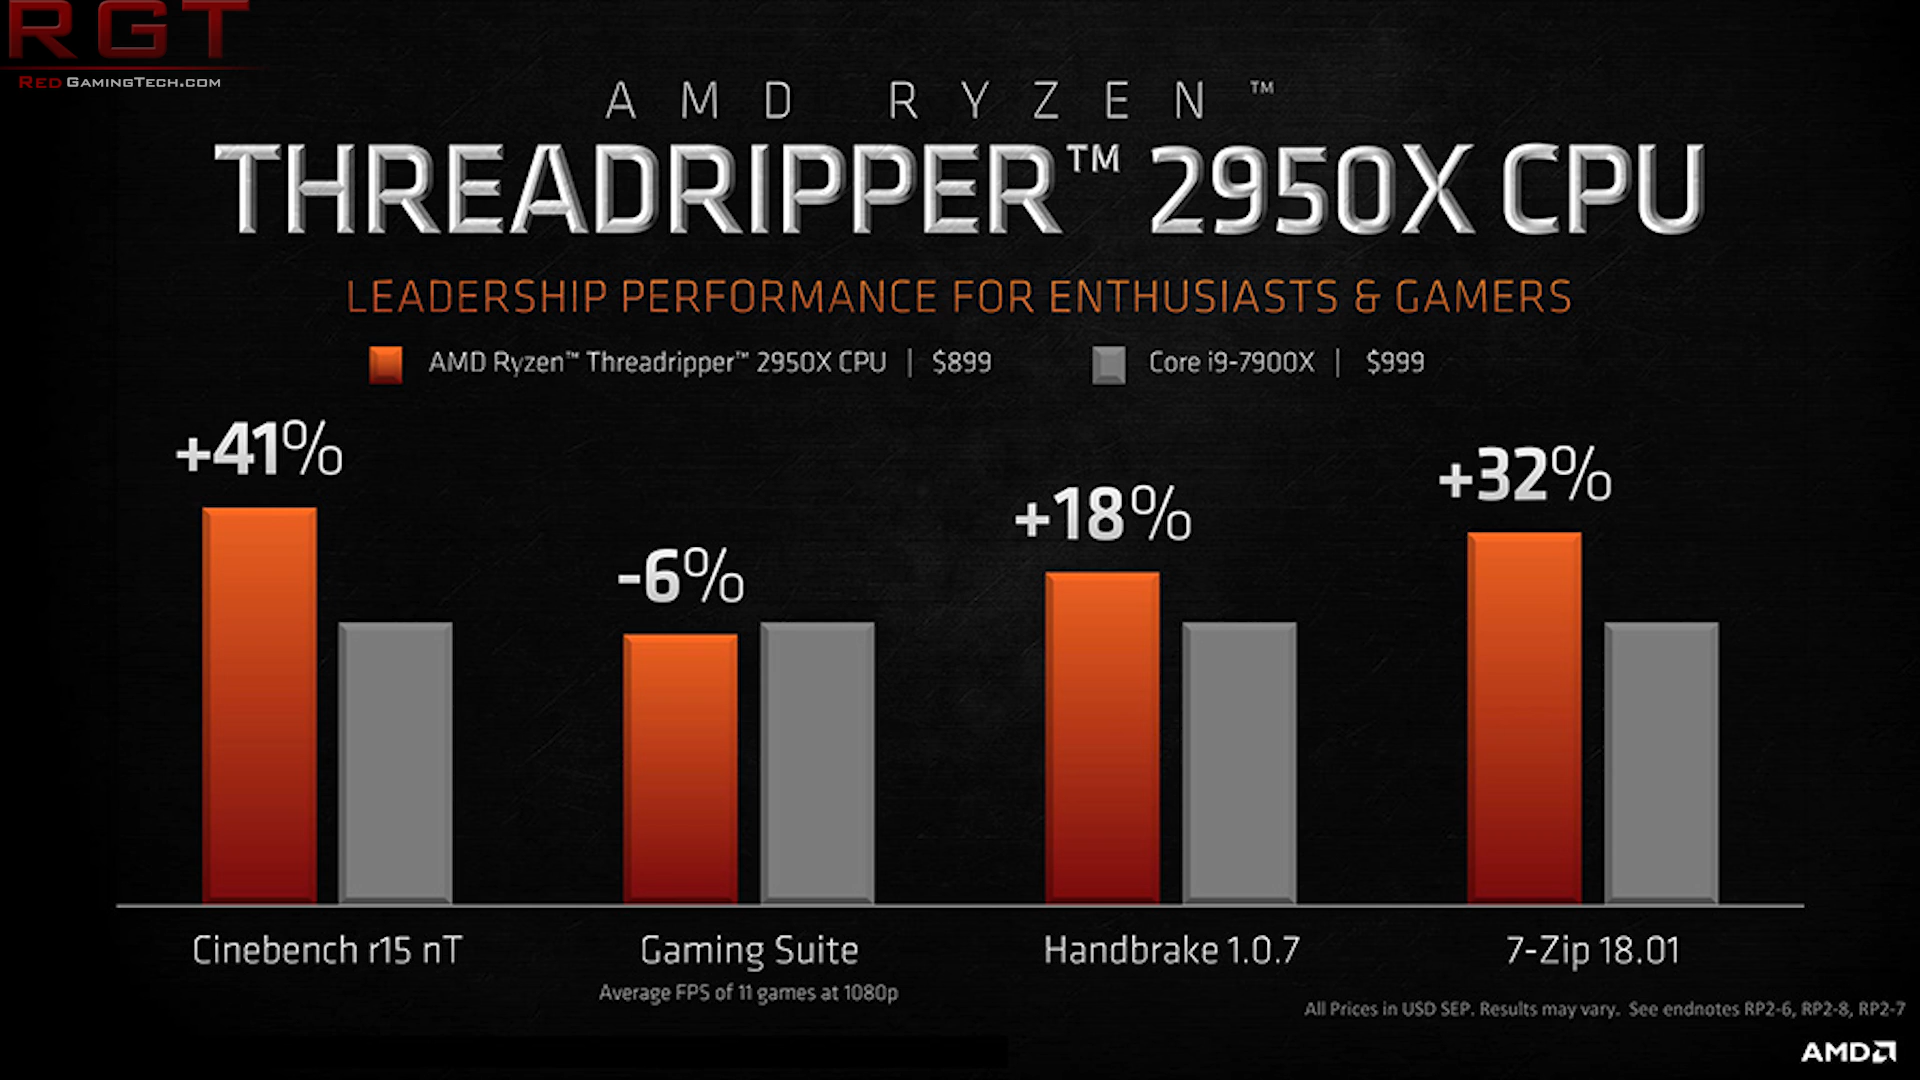 RGT
RED GAMINGTECH.COM
AMD RYZEN™
THREADRIPPER™ 2950X CPU
LEADERSHIP PERFORMANCE FOR ENTHUSIASTS & GAMERS
AMD Ryzen™ Threadripper™ 2950X CPU | $899
Core i9-7900X | $999
+41%
-6%
+18%
+32%
Cinebench r15 nT
Gaming Suite
Average FPS of 11 games at 1080p
Handbrake 1.0.7
7-Zip 18.01
All Prices in USD SEP. Results may vary. See endnotes RP2-6, RP2-8, RP2-7
AMD